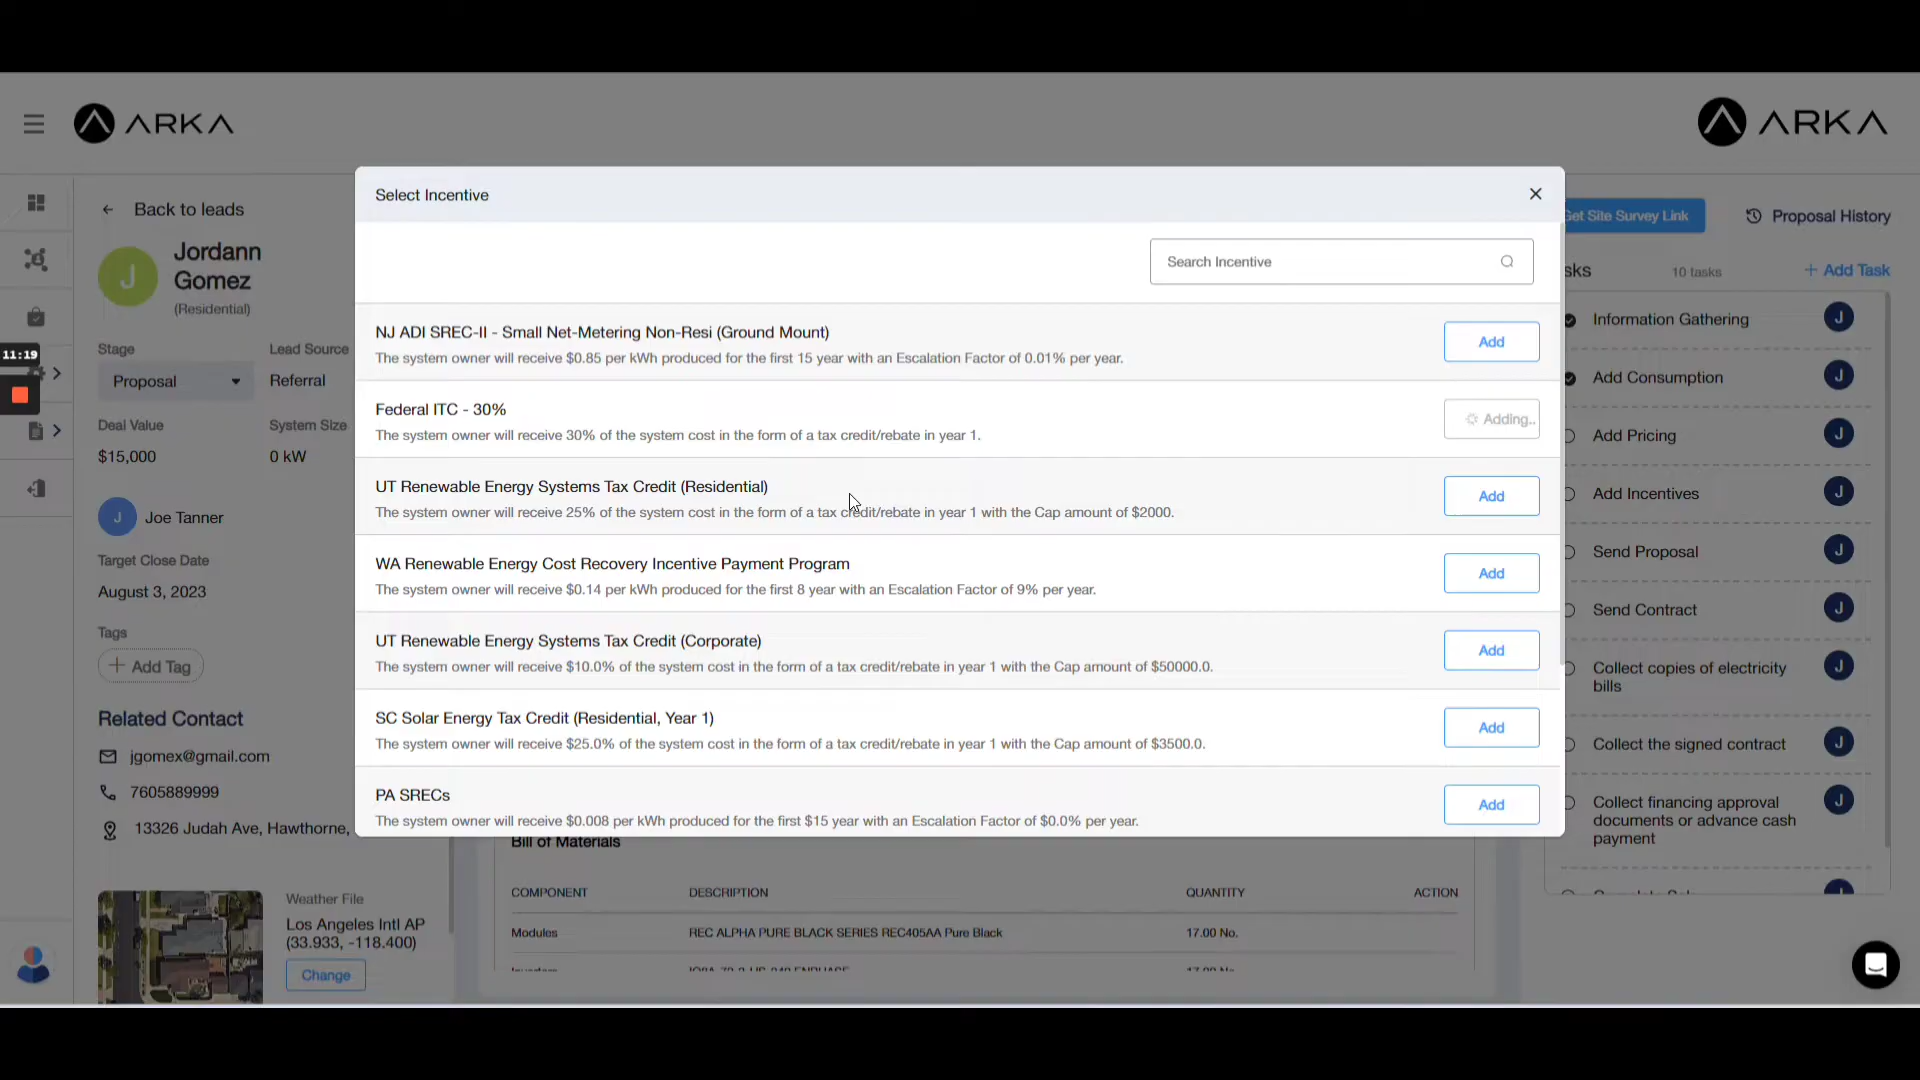 ARKA
ARKA
Back to leads
Jordann
Gomez
(Residential)
J
Stage
Lead Source
Proposal
Referral
Deal Value
System Size
$15,000
0 kW
J
Joe Tanner
Target Close Date
August 3, 2023
Tags
+ Add Tag
Related Contact
jgomex@gmail.com
7605889999
13326 Judah Ave, Hawthorne,
Weather File
Los Angeles Intl AP
(33.933, -118.400)
Change
11:19
Select Incentive
Search Incentive
NJ ADI SREC-II - Small Net-Metering Non-Resi (Ground Mount)
The system owner will receive $0.85 per kWh produced for the first 15 year with an Escalation Factor of 0.01% per year.
Add
Federal ITC - 30%
The system owner will receive 30% of the system cost in the form of a tax credit/rebate in year 1.
Adding..
UT Renewable Energy Systems Tax Credit (Residential)
The system owner will receive 25% of the system cost in the form of a tax credit/rebate in year 1 with the Cap amount of $2000.
Add
WA Renewable Energy Cost Recovery Incentive Payment Program
The system owner will receive $0.14 per kWh produced for the first 8 year with an Escalation Factor of 9% per year.
Add
UT Renewable Energy Systems Tax Credit (Corporate)
The system owner will receive $10.0% of the system cost in the form of a tax credit/rebate in year 1 with the Cap amount of $50000.0.
Add
SC Solar Energy Tax Credit (Residential, Year 1)
The system owner will receive $25.0% of the system cost in the form of a tax credit/rebate in year 1 with the Cap amount of $3500.0.
Add
PA SRECs
The system owner will receive $0.008 per kWh produced for the first $15 year with an Escalation Factor of $0.0% per year.
Add
Bill of Materials
COMPONENT DESCRIPTION QUANTITY ACTION
Modules REC ALPHA PURE BLACK SERIES REC405AA Pure Black 17.00 No.
Get Site Survey Link
Proposal History
sks
10 tasks
+ Add Task
Information Gathering
J
Add Consumption
J
Add Pricing
J
Add Incentives
J
Send Proposal
J
Send Contract
J
Collect copies of electricity
bills
J
Collect the signed contract
J
Collect financing approval
documents or advance cash
payment
J